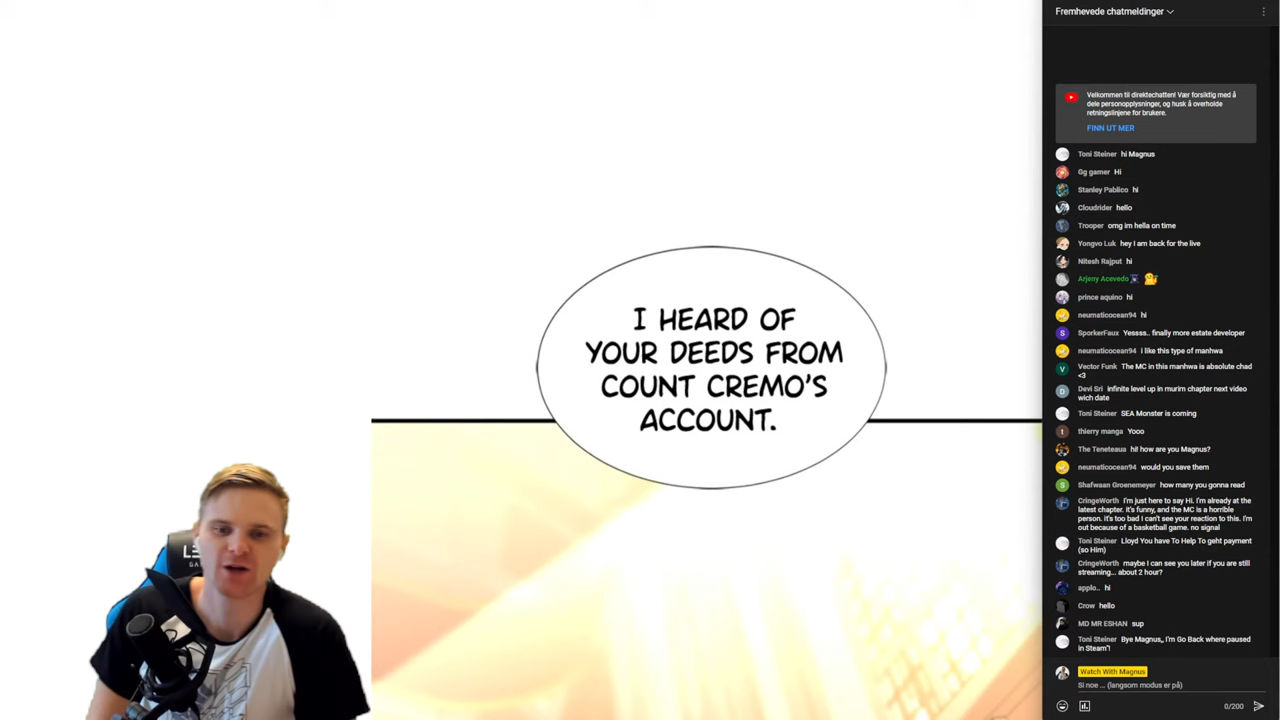 Fremhevede chatmeldinger
Velkommen til direktechatten! Vær forsiktig med å
dele personopplysninger, og husk å overholde
retningslinjene for brukere.
FINN UT MER
Toni Steiner hi Magnus
Gg gamer Hi
Stanley Pablico hi
Cloudrider hello
Trooper omg im hella on time
Yongvo Luk hey I am back for the live
Nitesh Rajput hi
Arjeny Acevedo
prince aquino hi
neumaticocean94 hi
S
SporkerFaux Yessss.. finally more estate developer
neumaticocean94 i like this type of manhwa
V
Vector Funk The MC in this manhwa is absolute chad
<3
D
Devi Sri infinite level up in murim chapter next video
wich date
Toni Steiner SEA Monster is coming
t
thierry manga Yooo
The Teneteaua hi! how are you Magnus?
neumaticocean94 would you save them
S
Shafwaan Groenemeyer how many you gonna read
CringeWorth I'm just here to say Hi. I'm already at the
latest chapter. it's funny, and the MC is a horrible
person. it's too bad I can't see your reaction to this. I'm
out because of a basketball game. no signal
Toni Steiner Lloyd You have To Help To geht payment
(so Him)
CringeWorth maybe I can see you later if you are still
streaming... about 2 hour?
applo.. hi
Crow hello
MD MR ESHAN sup
Toni Steiner Bye Magnus,, I'm Go Back where paused
in Steam"!
Watch With Magnus
Si noe ... (langsom modus er på)
0/200
I HEARD OF
YOUR DEEDS FROM
COUNT CREMO'S
ACCOUNT.